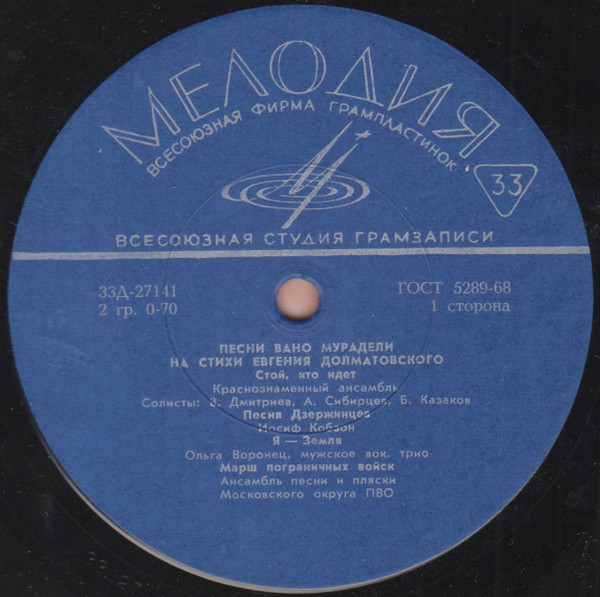 МЕЛОДИЯ
ВСЕСОЮЗНАЯ ФИРМА ГРАМПЛАСТИНОК
33
ВСЕСОЮЗНАЯ СТУДИЯ ГРАМЗАПИСИ
33Д-27141
ГОСТ 5289-68
2 гр. 0-70
1 сторона
ПЕСНИ ВАНО МУРАДЕЛИ
НА СТИХИ ЕВГЕНИЯ ДОЛМАТОВСКОГО
Стой, кто идет
Краснознаменный ансамбль
Солисты: В. Дмитриев, А. Сибирцев, Б. Казаков
Песня Дзержинцев
Иосиф Кобзон
Я — Земля
Ольга Воронец, мужское вок. трио
Марш пограничных войск
Ансамбль песни и пляски
Московского округа ПВО